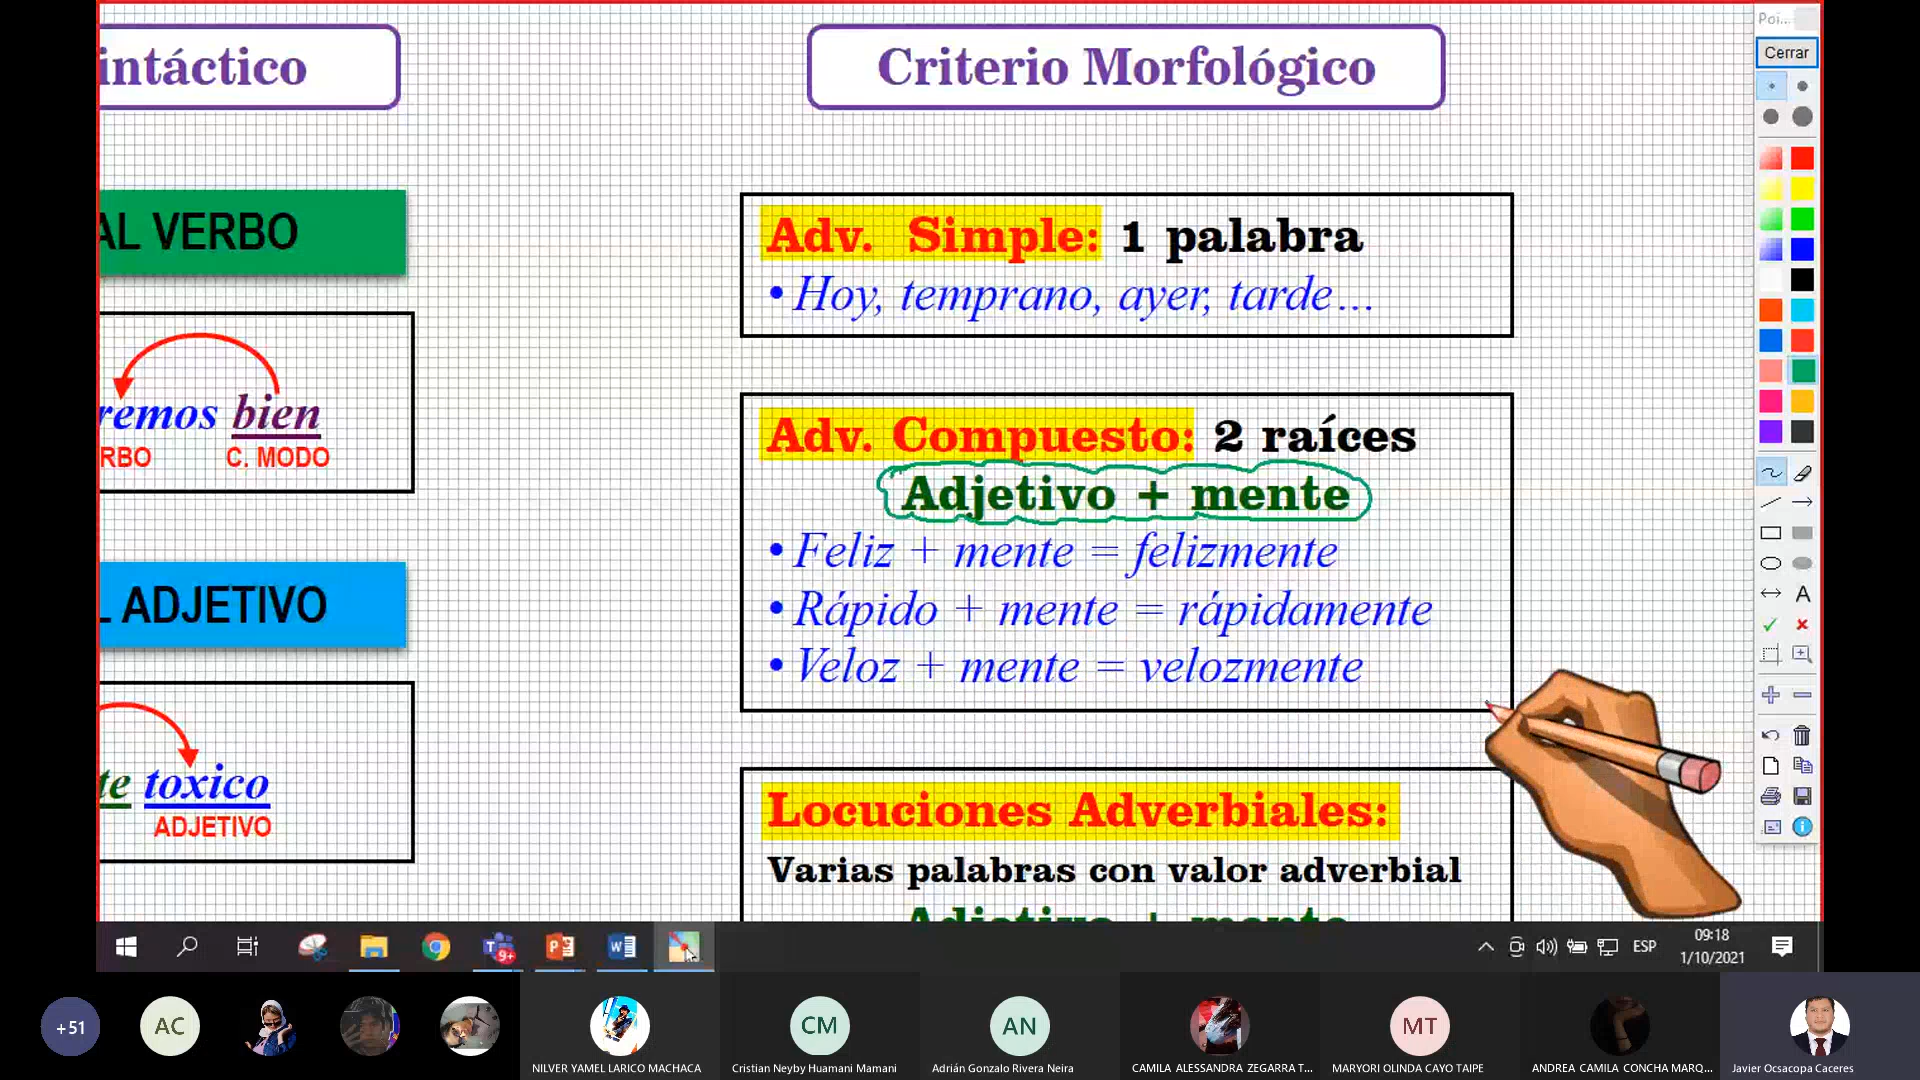 intáctico
AL VERBO
remos bien
RBO C. MODO
ADJETIVO
te toxico
ADJETIVO
Criterio Morfológico
Adv. Simple: 1 palabra
• Hoy, temprano, ayer, tarde...
Adv. Compuesto: 2 raíces
Adjetivo + mente
• Feliz + mente = felizmente
• Rápido + mente = rápidamente
• Veloz + mente = velozmente
Locuciones Adverbiales:
Varias palabras con valor adverbial
Adjetivo + mente
Poi...
Cerrar
A
9+
ESP
09:18
1/10/2021
+51
AC
NILVER YAMEL LARICO MACHACA
CM
Cristian Neyby Huamani Mamani
AN
Adrián Gonzalo Rivera Neira
CAMILA ALESSANDRA ZEGARRA T...
MT
MARYORI OLINDA CAYO TAIPE
ANDREA CAMILA CONCHA MARQ...
Javier Ocsacopa Caceres